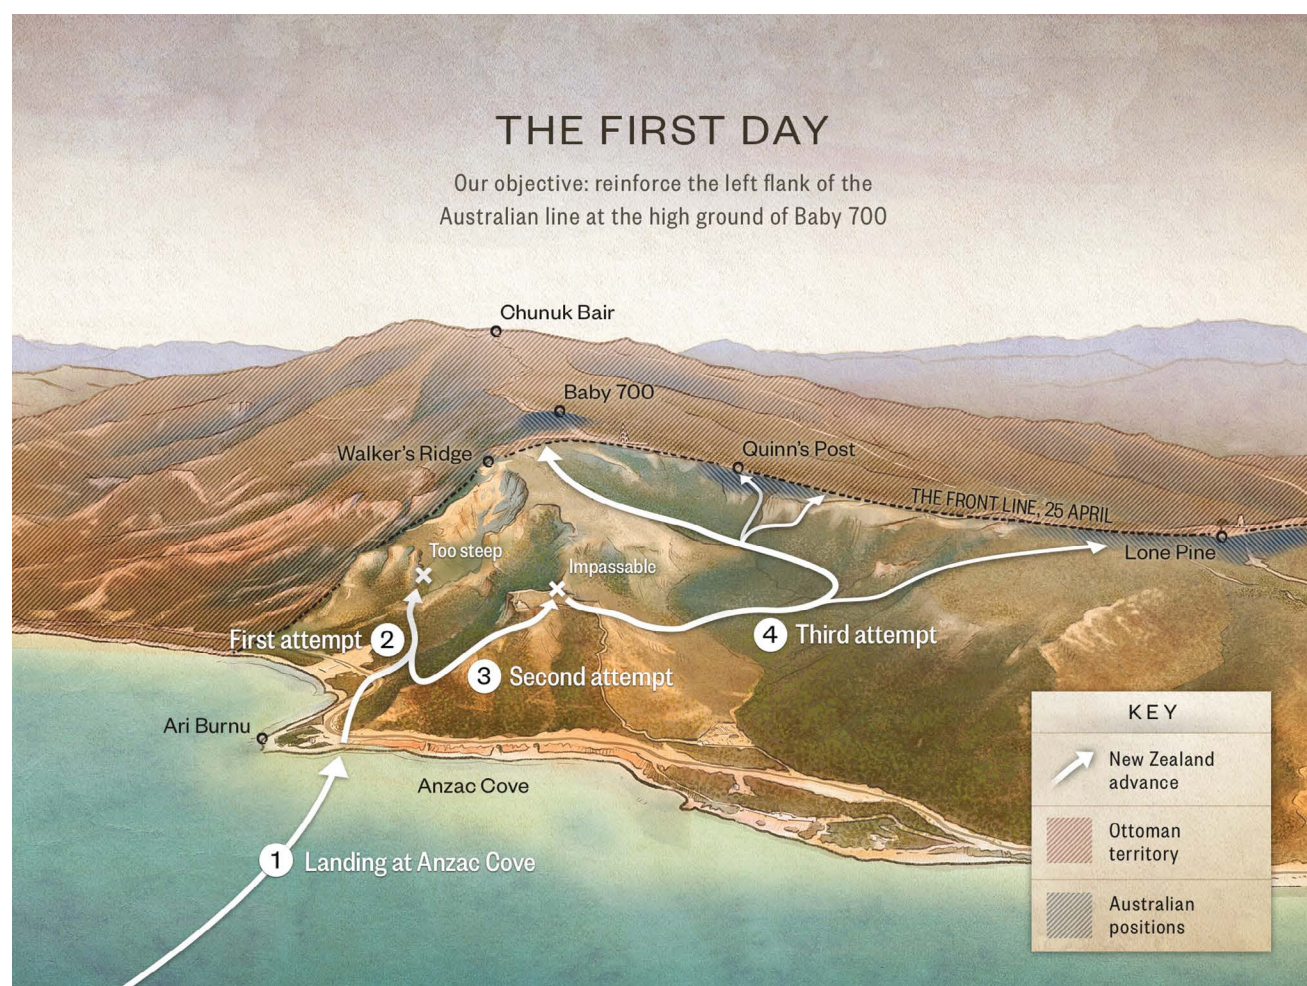 THE FIRST DAY
Our objective: reinforce the left flank of the
Australian line at the high ground of Baby 700
Chunuk Bair
Baby 700
Walker's Ridge
Quinn's Post
THE FRONT LINE, 25 APRIL
Lone Pine
Too steep
Impassable
First attempt 2
4 Third attempt
3 Second attempt
Ari Burnu
Anzac Cove
1 Landing at Anzac Cove
KEY
New Zealand
advance
Ottoman
territory
Australian
positions